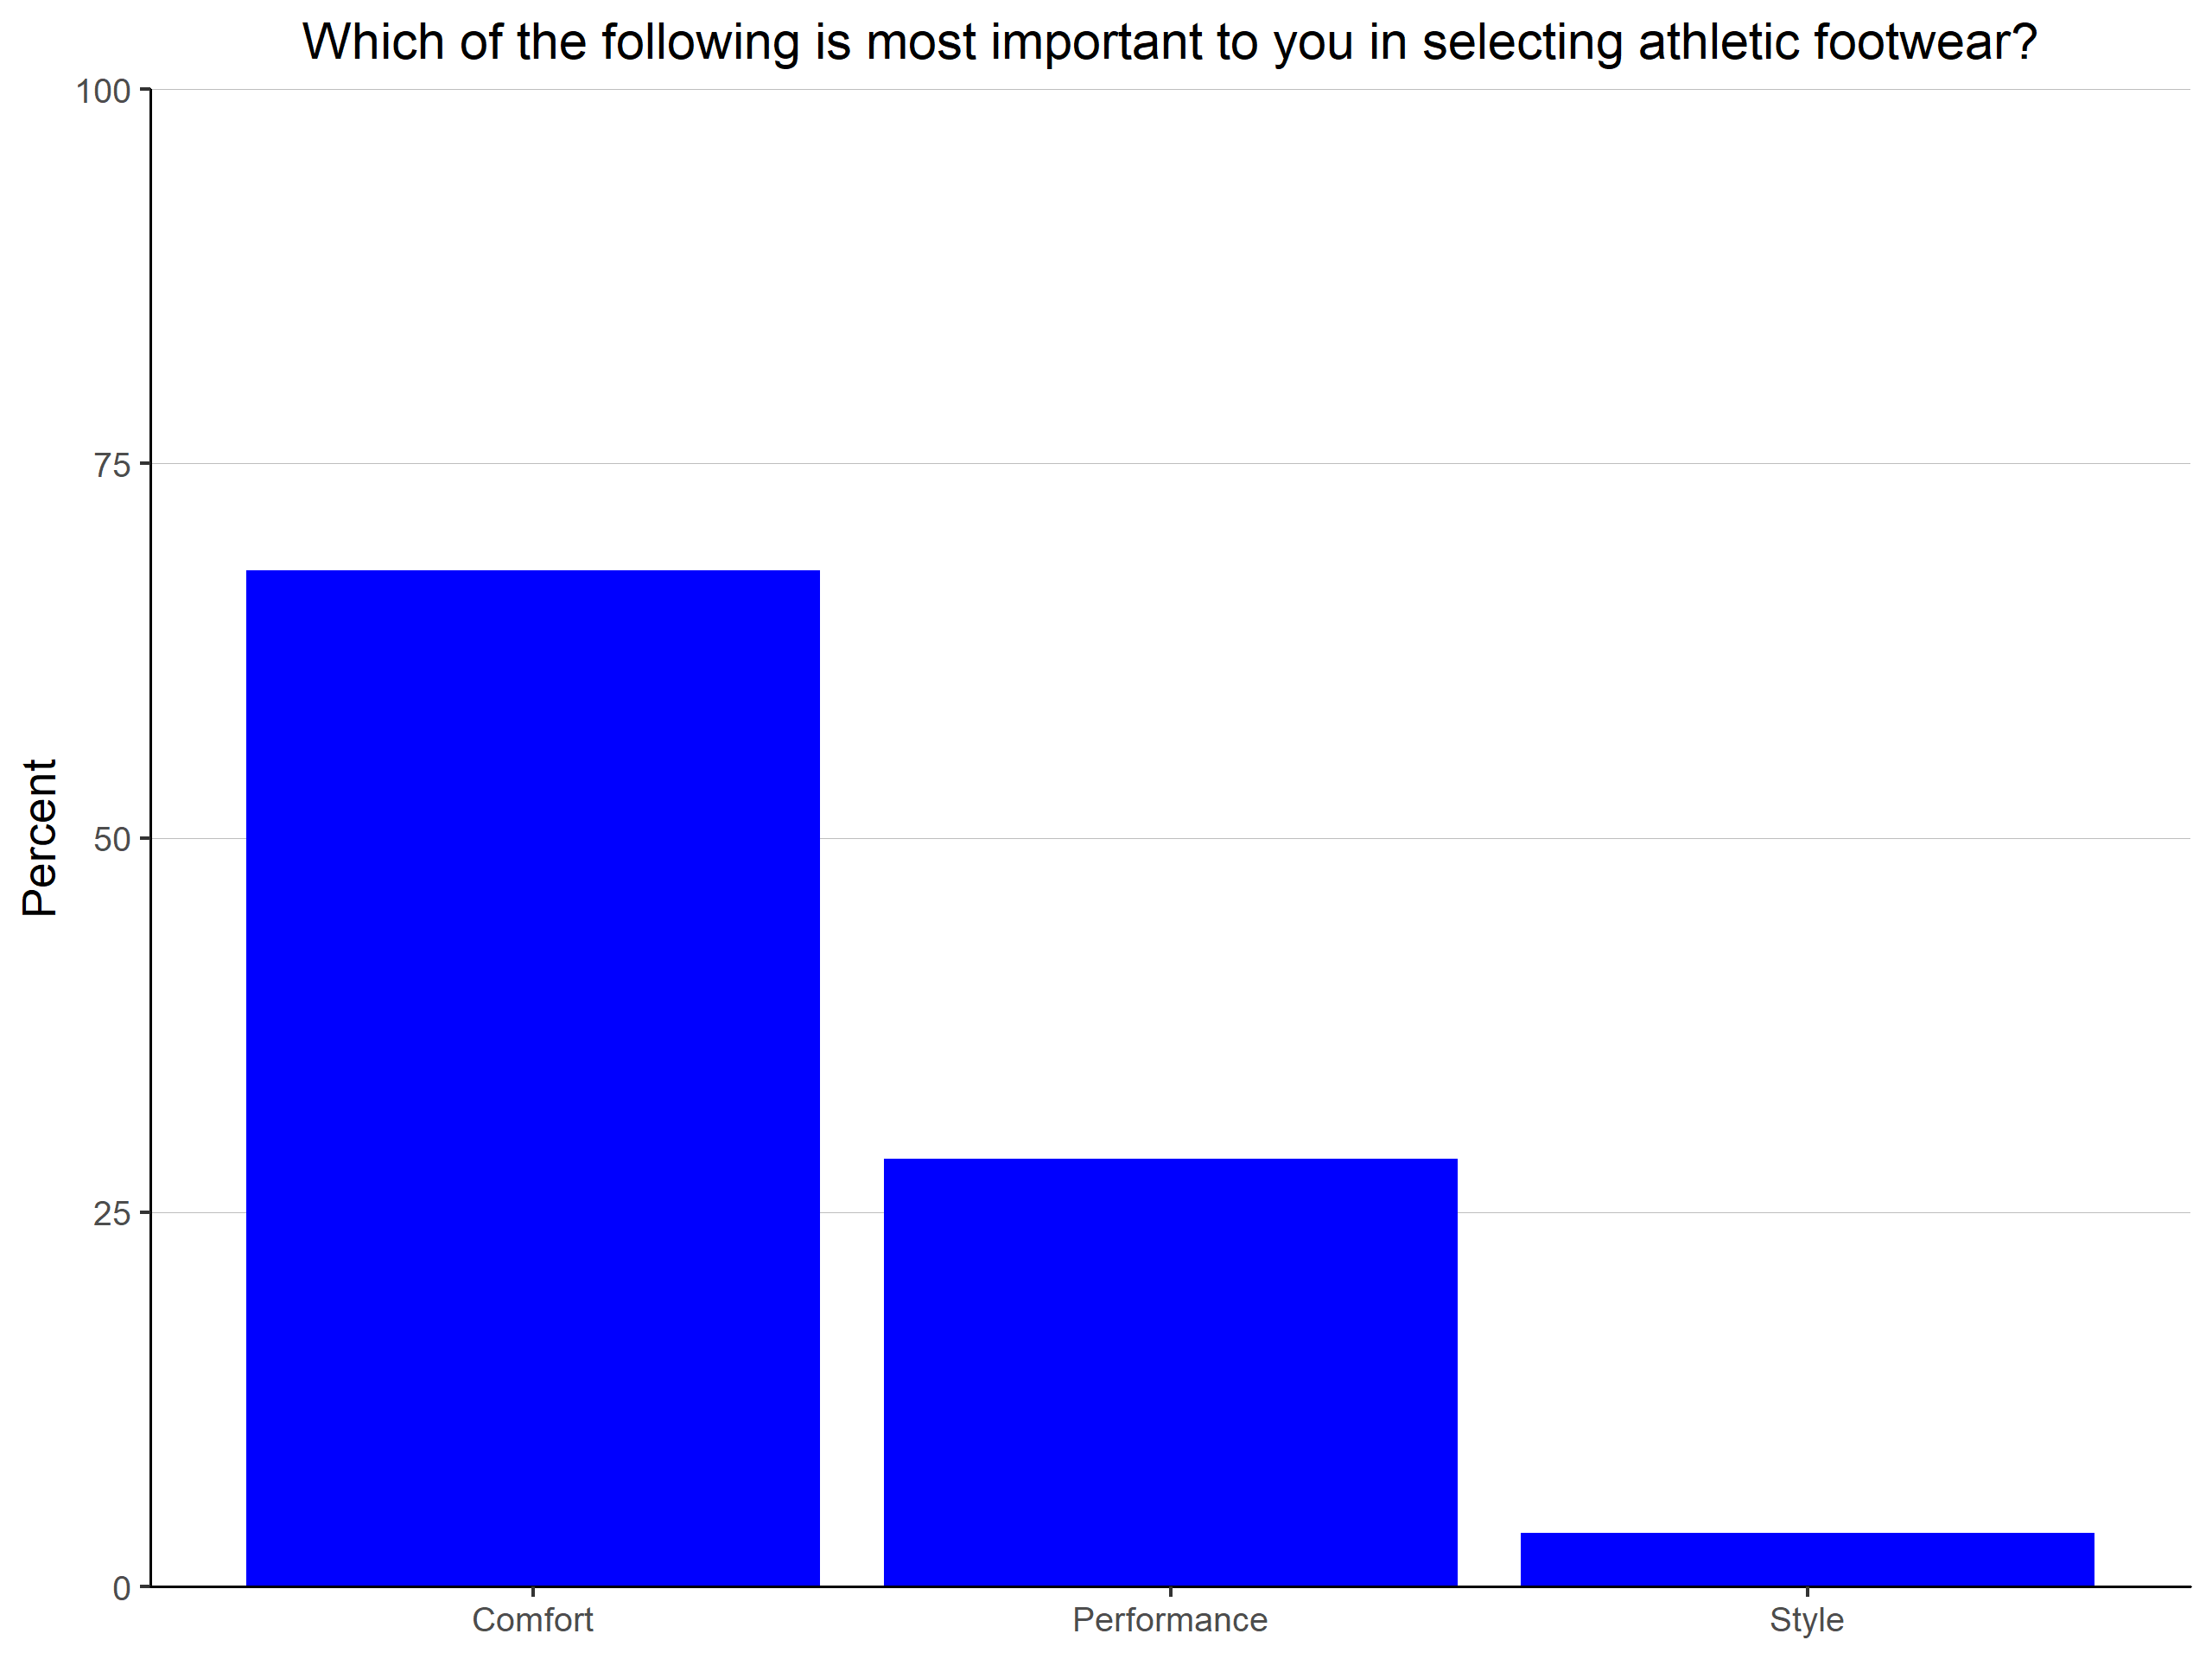 Which of the following is most important to you in selecting athletic footwear?
100
75
50
25
0
Percent
Comfort Performance Style